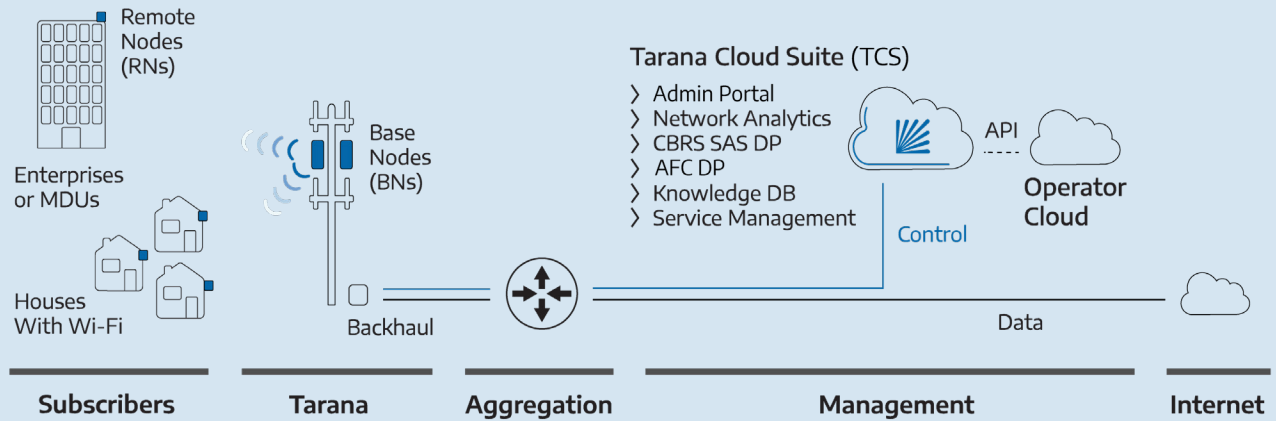 Remote
Nodes
(RNs)
Enterprises
or MDUs
Houses
With Wi-Fi
Base
Nodes
(BNs)
Backhaul
Tarana Cloud Suite (TCS)
Admin Portal
Network Analytics
CBRS SAS DP
AFC DP
Knowledge DB
Service Management
API
Operator
Cloud
Control
Data
Subscribers
Tarana
Aggregation
Management
Internet